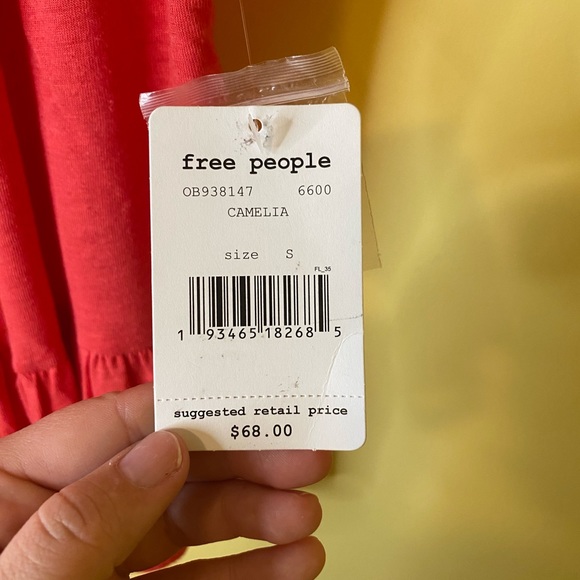 free people
OB938147 6600
CAMELIA
size S
FL_35
1 93465 18268 5
suggested retail price
$68.00